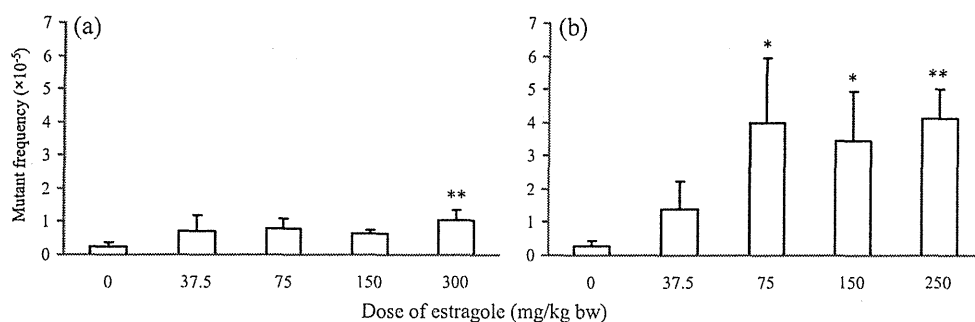 (a)
(b)
Mutant frequency (×10-5)
7
6
5
4
3
2
1
0
**
0 37.5 75 150 300
7
6
5
4
3
2
1
0
* * **
0 37.5 75 150 250
Dose of estragole (mg/kg bw)